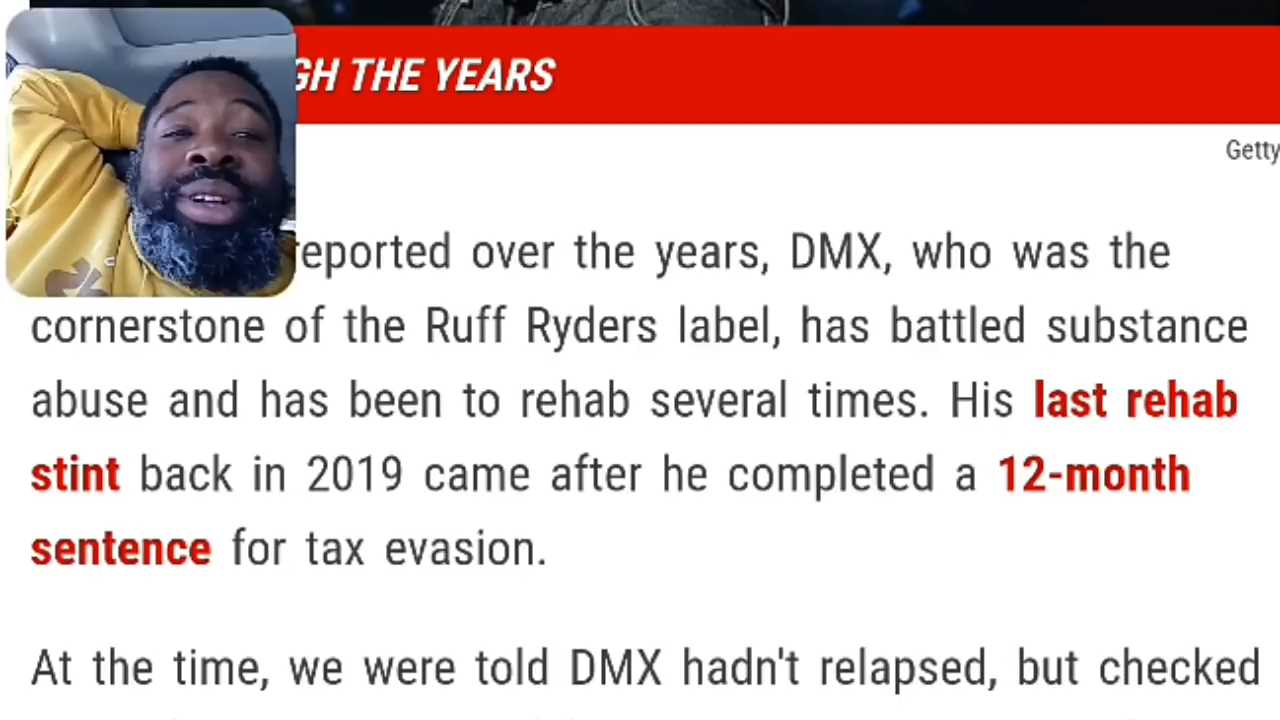 THE YEARS
Getty
over the years, DMX, who was the
cornerstone of the Ruff Ryders label, has battled substance
abuse and has been to rehab several times. His last rehab
stint back in 2019 came after he completed a 12-month
sentence for tax evasion.
At the time, we were told DMX hadn't relapsed, but checked